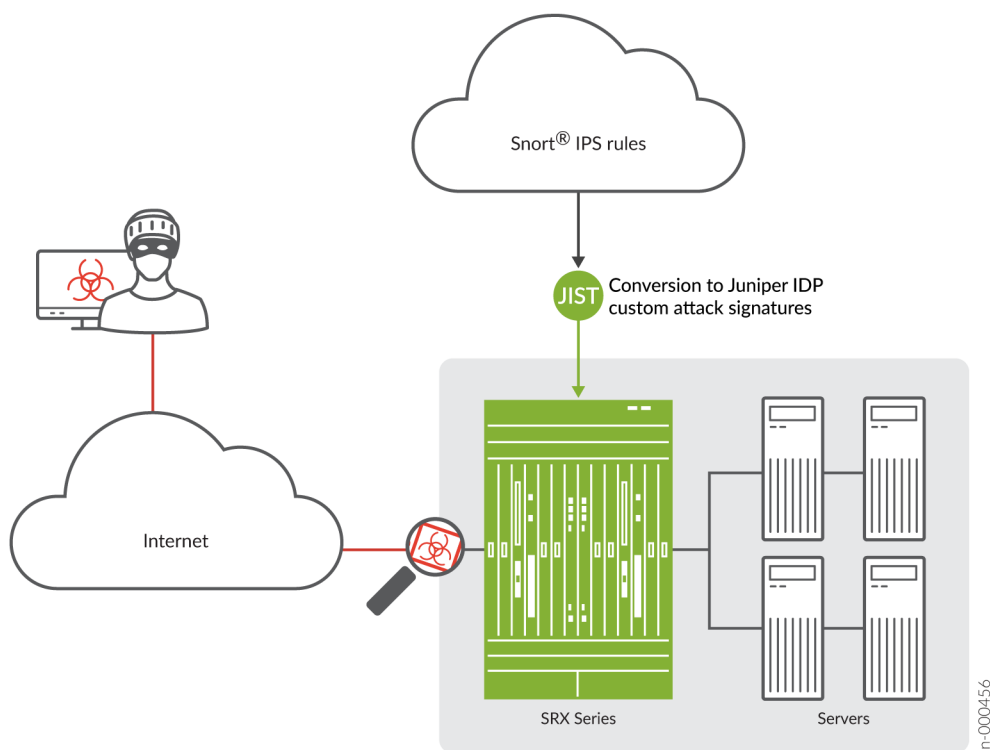 Snort® IPS rules
JIST
Conversion to Juniper IDP
custom attack signatures
Internet
SRX Series
Servers
n-000456